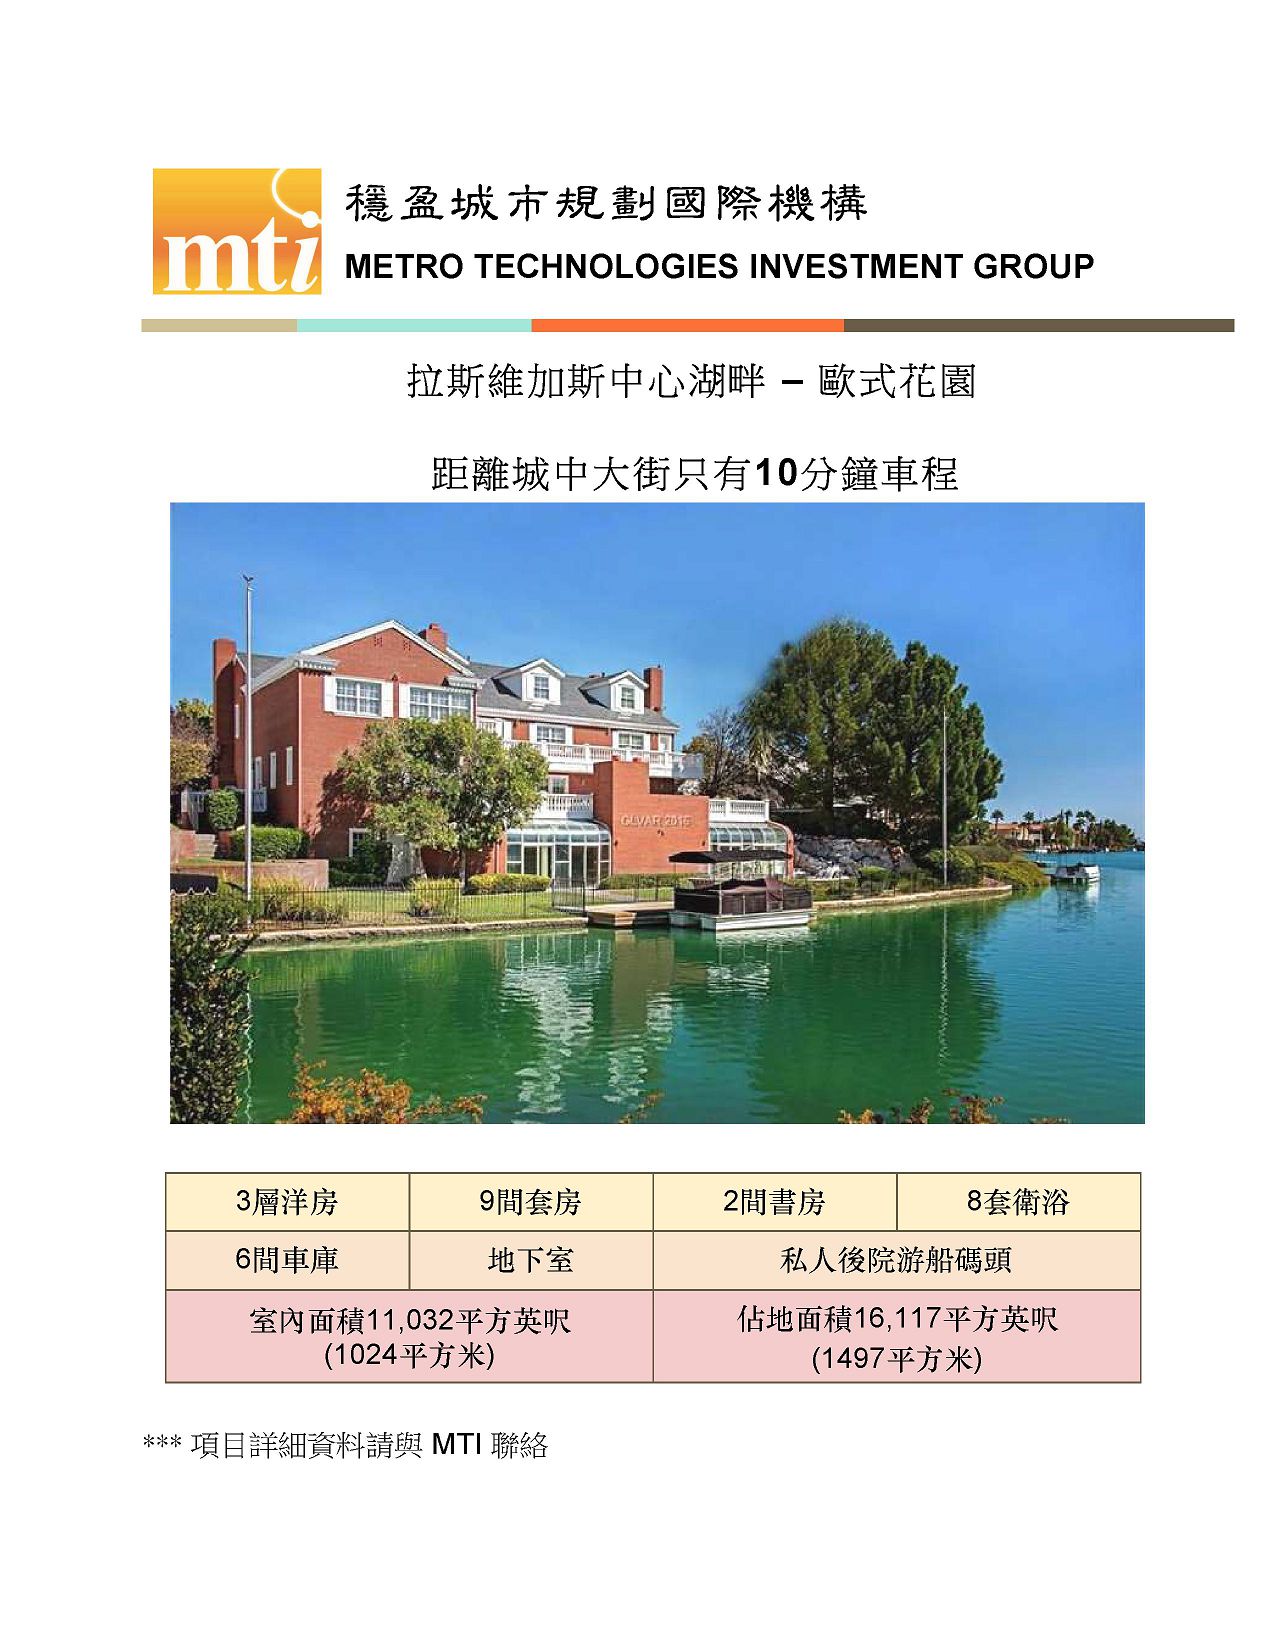 mti
穩盈城市規劃國際機構
METRO TECHNOLOGIES INVESTMENT GROUP
拉斯維加斯中心湖畔 – 歐式花園
距離城中大街只有10分鐘車程
GLVAR 2016
3層洋房 9間套房 2間書房 8套衛浴
6間車庫 地下室 私人後院游船碼頭
室內面積11,032平方英呎 佔地面積16,117平方英呎
(1024平方米) (1497平方米)
*** 項目詳細資料請與 MTI 聯絡